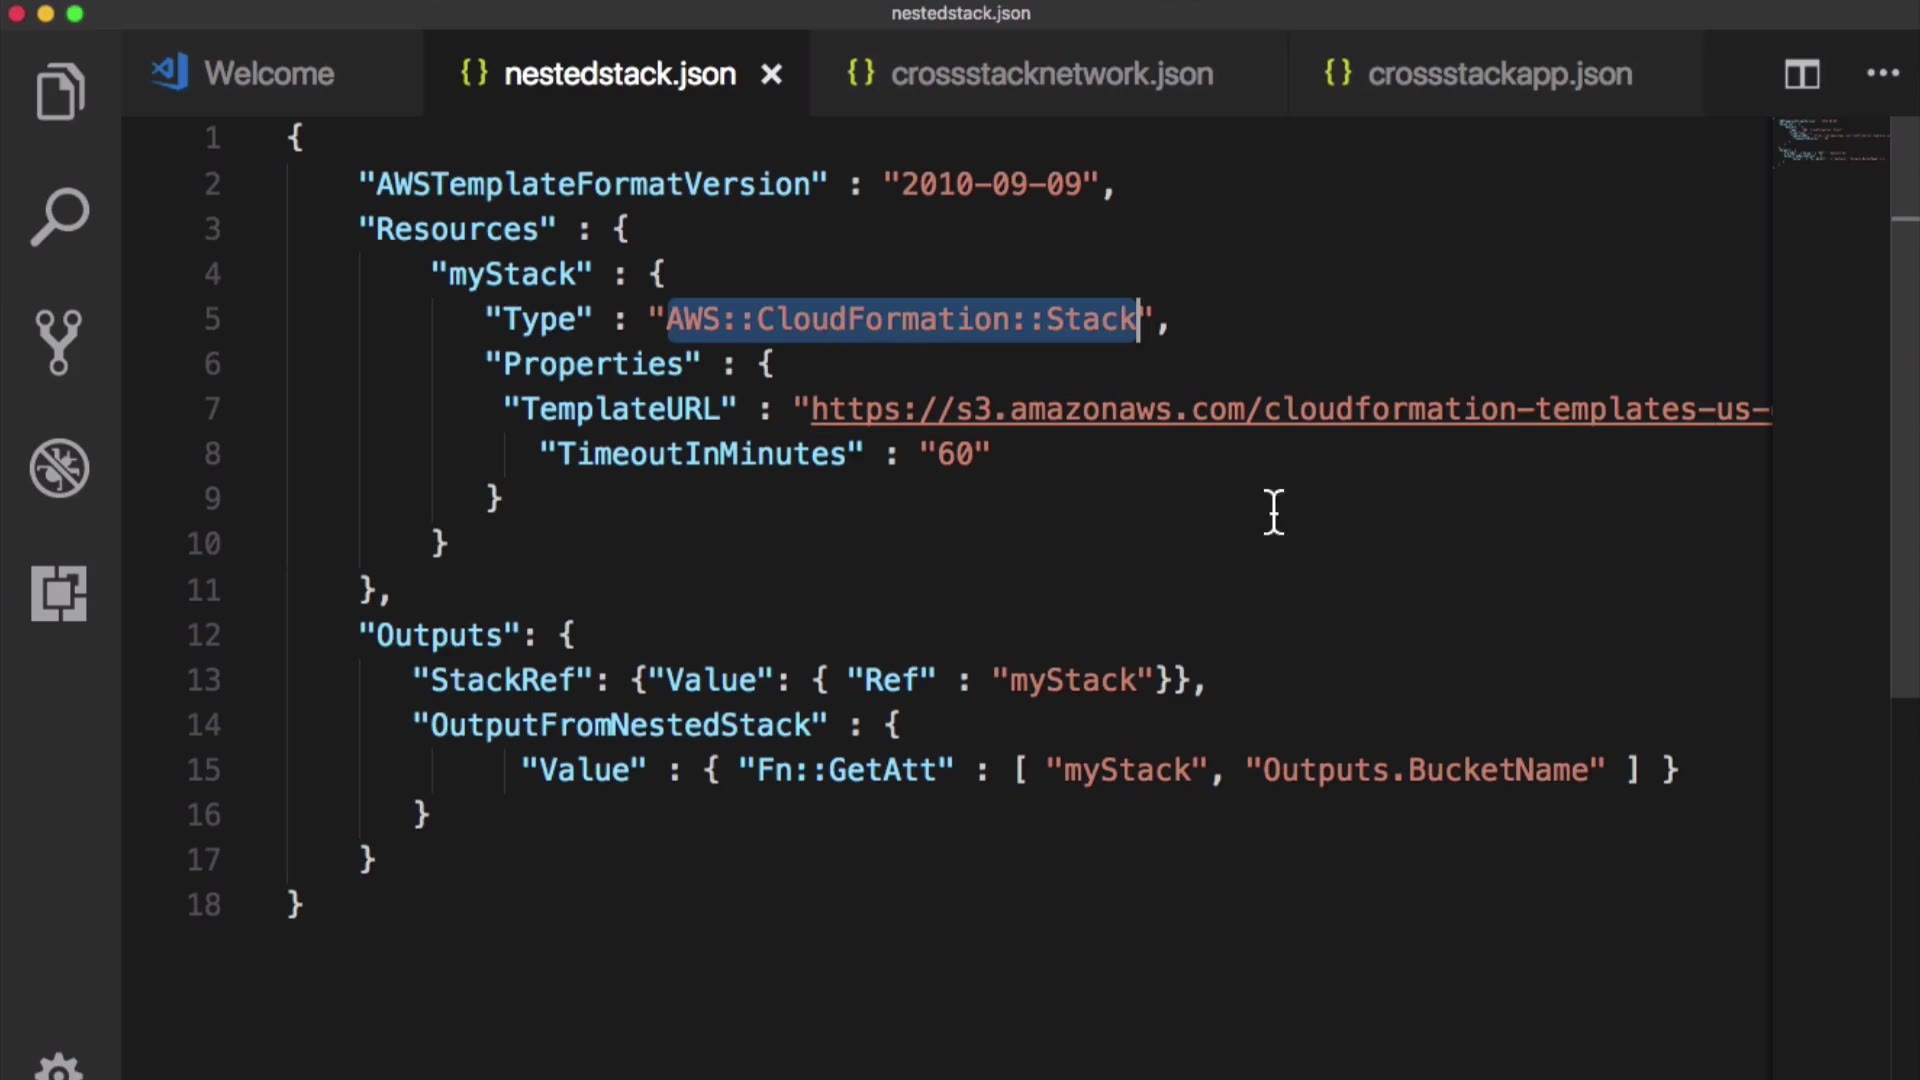 nestedstack.json
Welcome
{} nestedstack.json ×
{} crossstacknetwork.json
{} crossstackapp.json
1 {
2 "AWSTemplateFormatVersion" : "2010-09-09",
3 "Resources" : {
4 "myStack" : {
5 "Type" : "AWS::CloudFormation::Stack",
6 "Properties" : {
7 "TemplateURL" : "https://s3.amazonaws.com/cloudformation-templates-us-
8 "TimeoutInMinutes" : "60"
9 }
10 }
11 },
12 "Outputs": {
13 "StackRef": {"Value": { "Ref" : "myStack"}},
14 "OutputFromNestedStack" : {
15 "Value" : { "Fn::GetAtt" : [ "myStack", "Outputs.BucketName" ] }
16 }
17 }
18 }